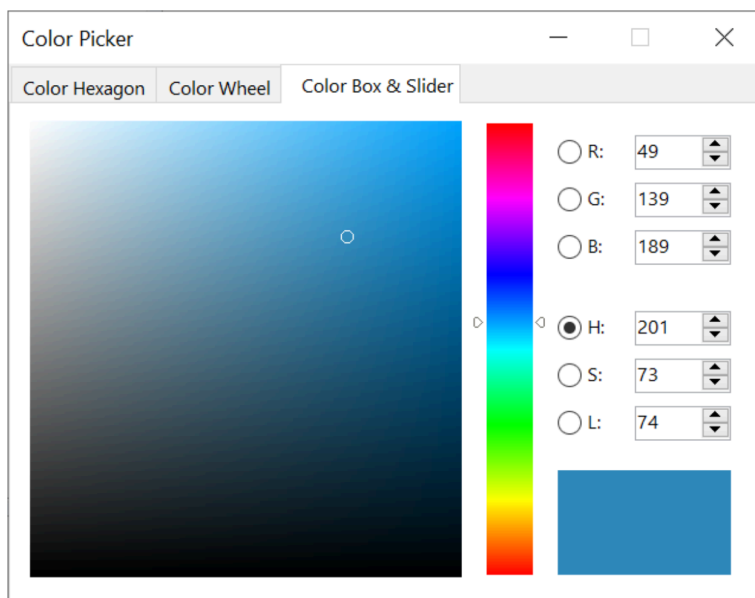 Color Picker
Color Hexagon Color Wheel Color Box & Slider
R: 49
G: 139
B: 189
H: 201
S: 73
L: 74